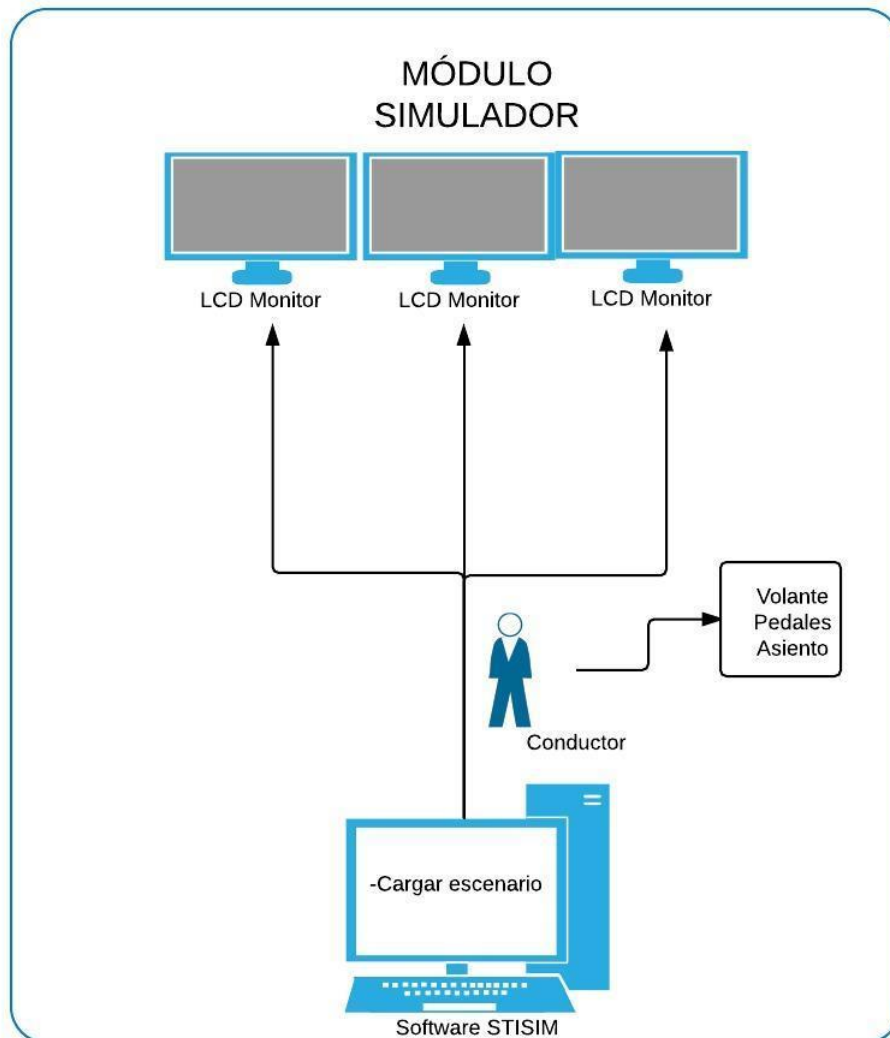 MÓDULO
SIMULADOR
LCD Monitor
LCD Monitor
LCD Monitor
Volante
Pedales
Asiento
Conductor
-Cargar escenario
Software STISIM